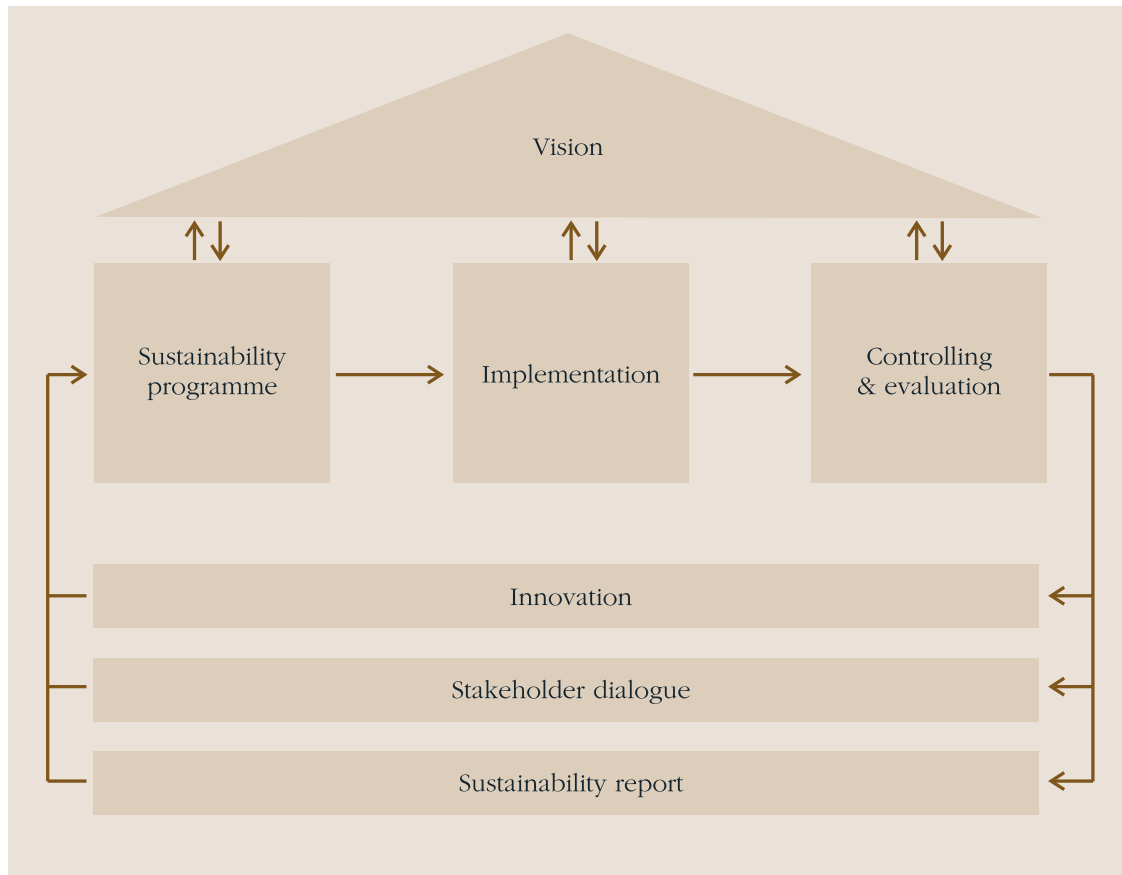 Vision
Sustainability
programme
Implementation
Controlling
& evaluation
Innovation
Stakeholder dialogue
Sustainability report